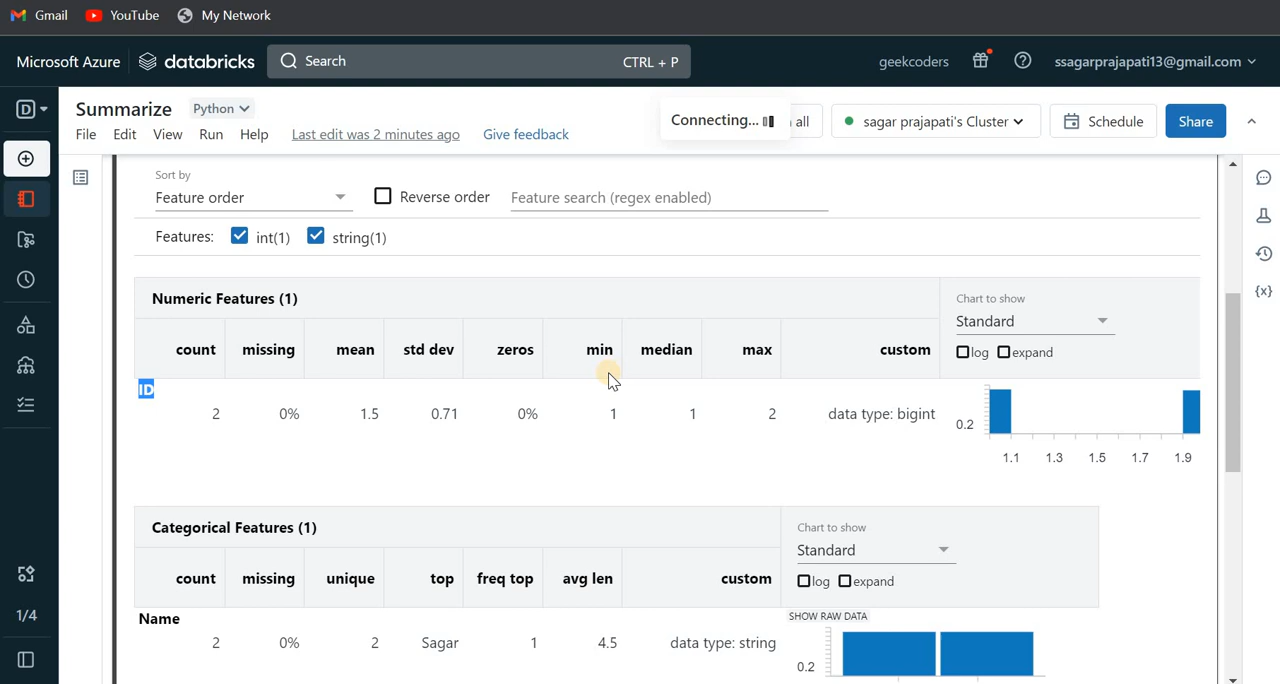 Gmail YouTube My Network
Microsoft Azure databricks Search CTRL + P geekcoders ssagarprajapati13@gmail.com
D Summarize Python Connecting... all sagar prajapati's Cluster Schedule Share
File Edit View Run Help Last edit was 2 minutes ago Give feedback
Sort by
Feature order Reverse order Feature search (regex enabled)
Features: int(1) string(1)
Numeric Features (1) Chart to show
Standard
count missing mean std dev zeros min median max custom
log expand
ID
2 0% 1.5 0.71 0% 1 1 2 data type: bigint 0.2
1.1 1.3 1.5 1.7 1.9
Categorical Features (1) Chart to show
Standard
count missing unique top freq top avg len custom
log expand
Name SHOW RAW DATA
2 0% 2 Sagar 1 4.5 data type: string
0.2
1/4
{x}